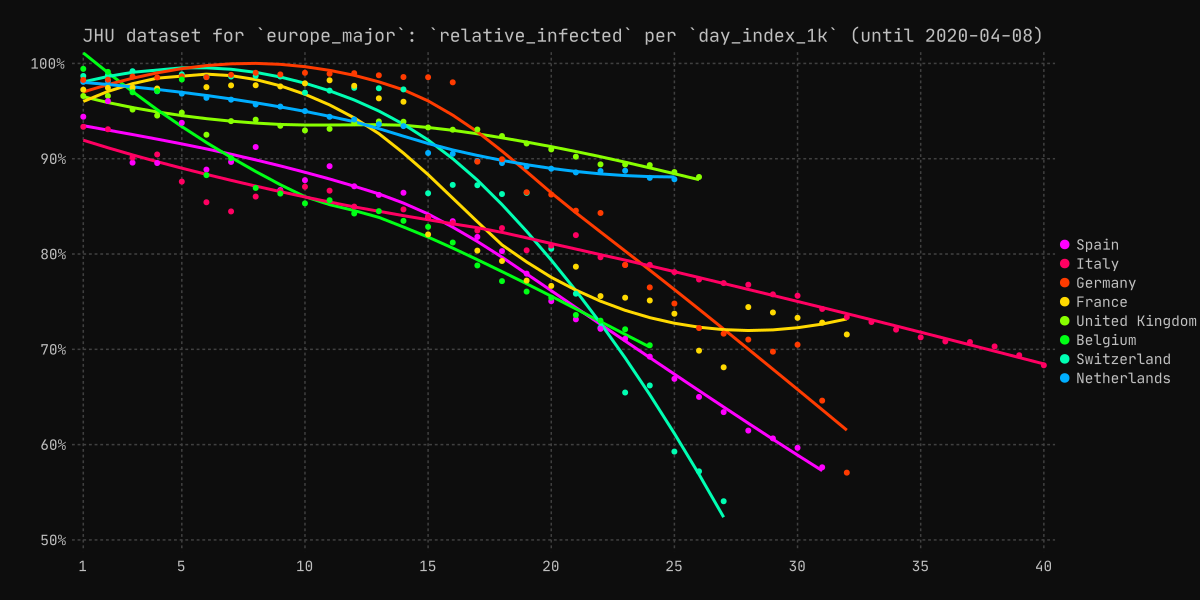 JHU dataset for `europe_major`: `relative_infected` per `day_index_1k` (until 2020-04-08)
100%
90%
80%
70%
60%
50%
1 5 10 15 20 25 30 35 40
Spain
Italy
Germany
France
United Kingdom
Belgium
Switzerland
Netherlands